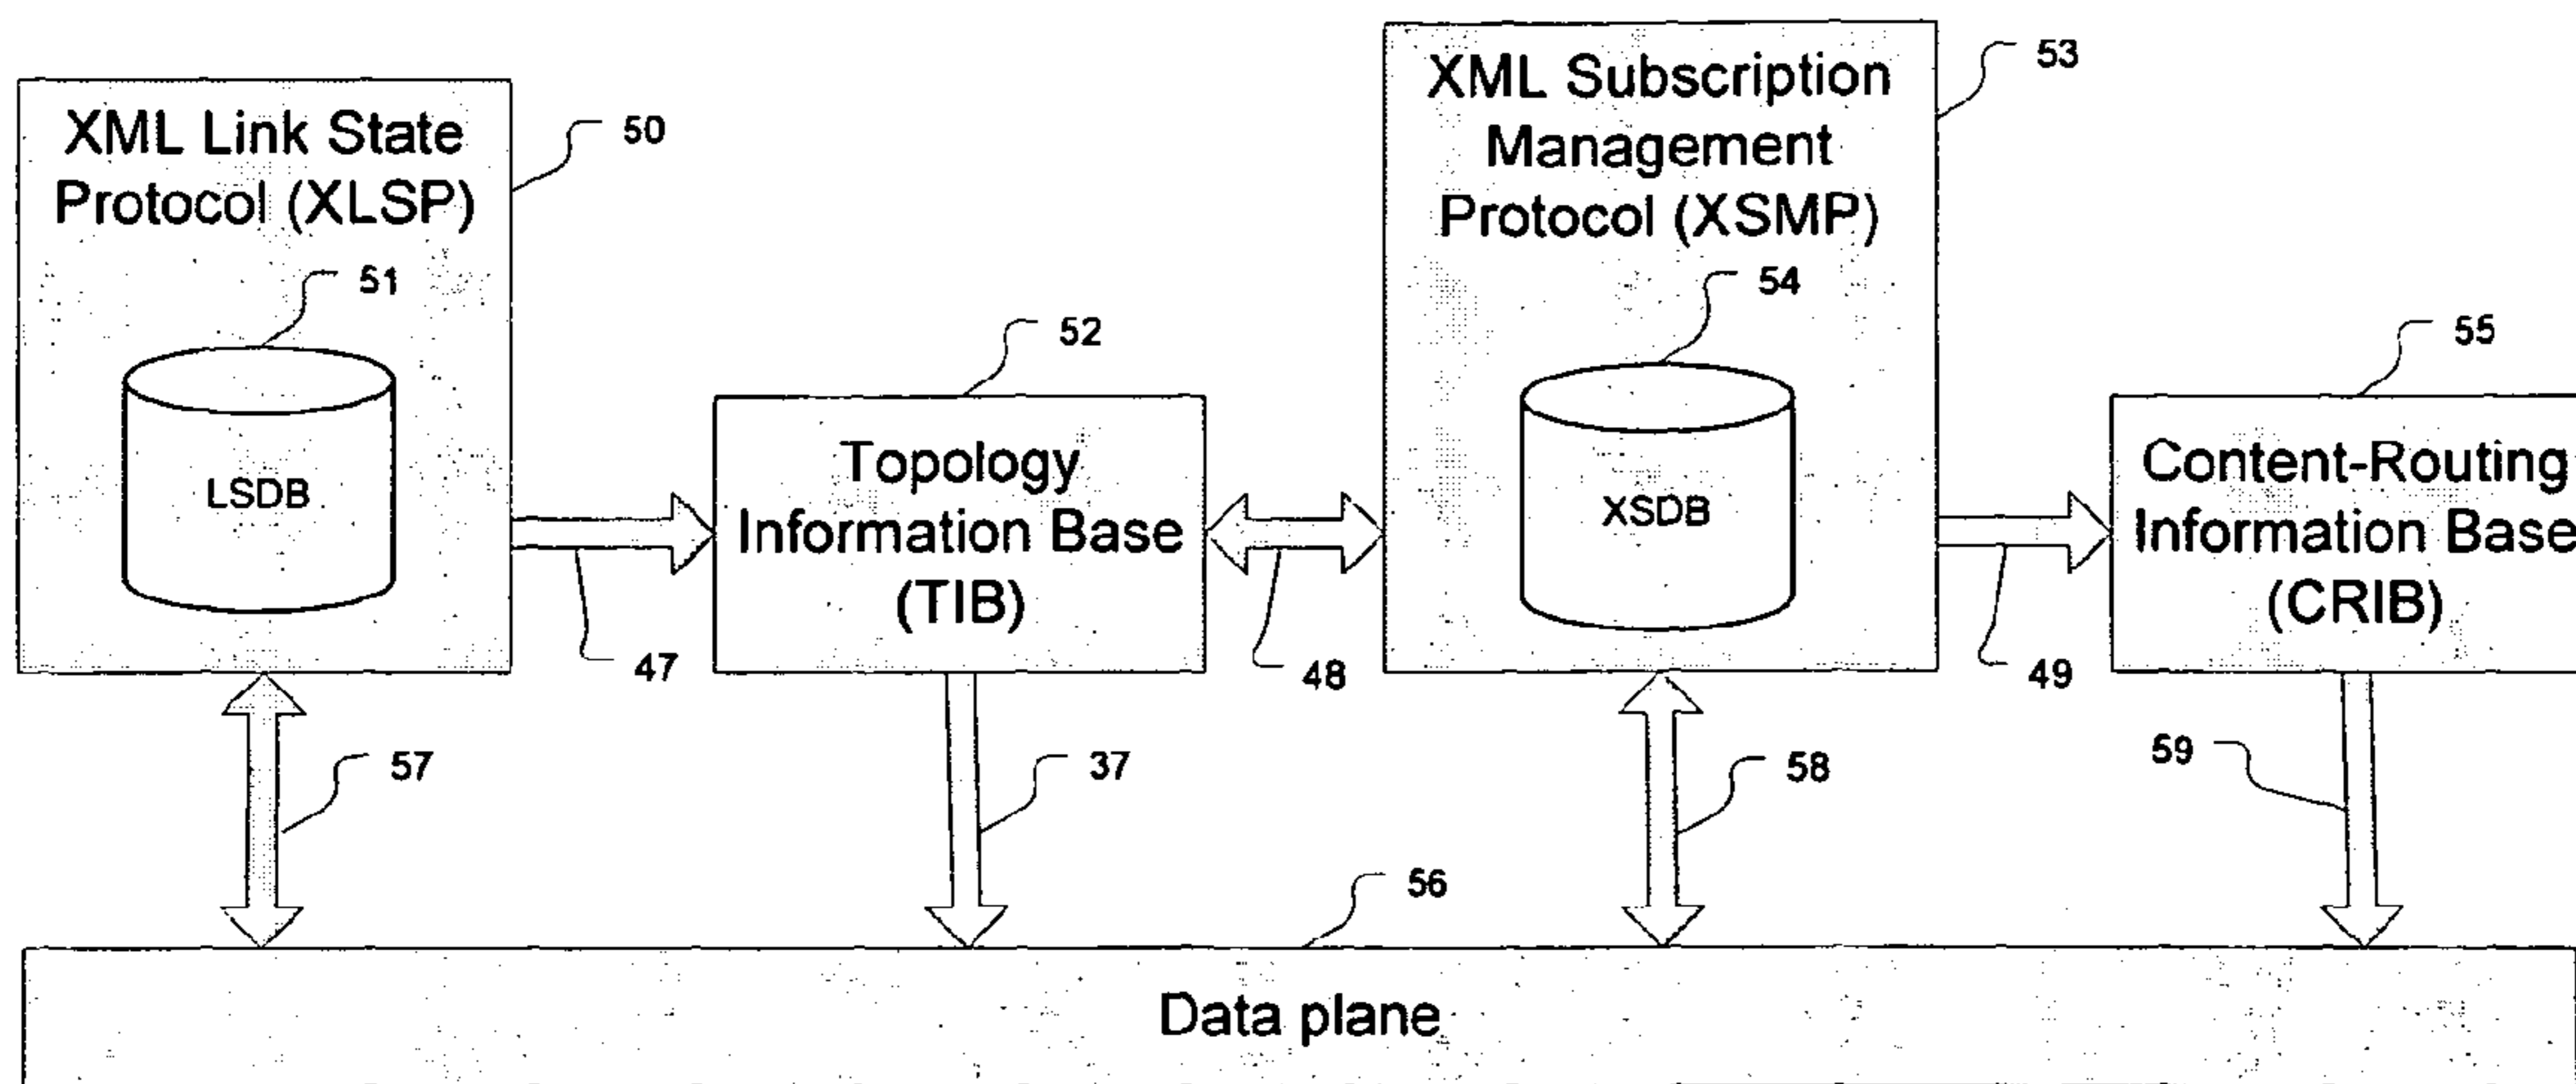 XML Link State
Protocol (XLSP)
50
51
LSDB
47
57
52
Topology
Information Base
(TIB)
48
37
XML Subscription
Management
Protocol (XSMP)
53
54
XSDB
49
58
55
Content-Routing
Information Base
(CRIB)
59
56
Data plane